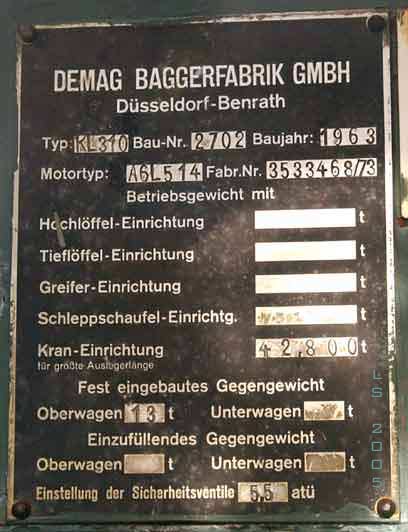 DEMAG BAGGERFABRIK GMBH
Düsseldorf-Benrath
Typ: KL310 Bau-Nr. 2702 Baujahr: 1963
Motortyp: A6L514 Fabr.Nr. 3533468/73
Betriebsgewicht mit
Hochlöffel-Einrichtung t
Tieflöffel-Einrichtung t
Greifer-Einrichtung t
Schleppschaufel-Einrichtg. t
Kran-Einrichtung 42,800 t
für größte Auslegerlänge
Fest eingebautes Gegengewicht
Oberwagen 13 t Unterwagen t
Einzufüllendes Gegengewicht
Oberwagen t Unterwagen t
Einstellung der Sicherheitsventile 5,5 atü
LS 2005